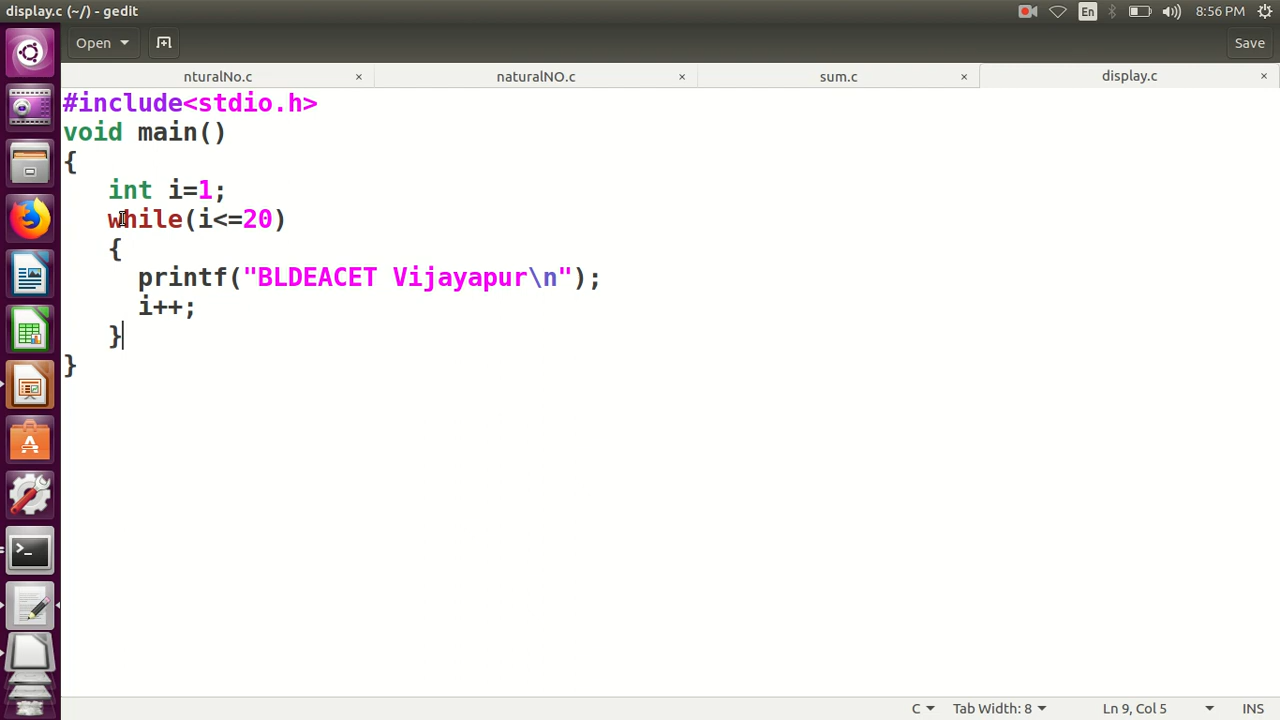 display.c (~/) - gedit
En
8:56 PM
Open
Save
nturalNo.c
naturalNO.c
sum.c
display.c
#include<stdio.h>
void main()
{
int i=1;
while(i<=20)
{
printf("BLDEACET Vijayapur\n");
i++;
}
}
C
Tab Width: 8
Ln 9, Col 5
INS